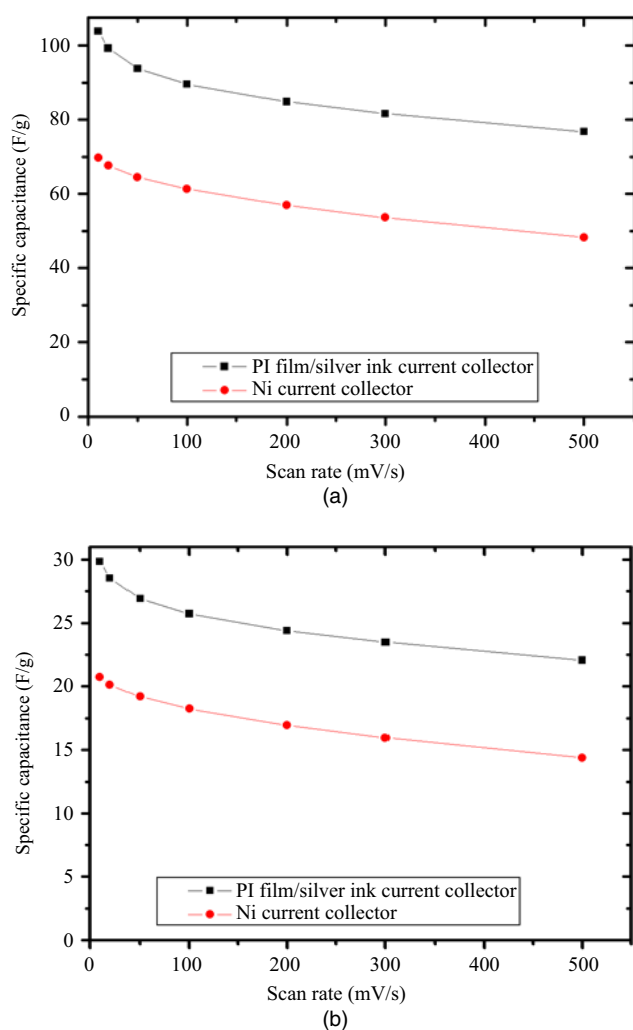 Specific capacitance (F/g)
100
80
60
40
20
0
PI film/silver ink current collector
Ni current collector
0 100 200 300 400 500
Scan rate (mV/s)
(a)
Specific capacitance (F/g)
30
25
20
15
10
5
0
PI film/silver ink current collector
Ni current collector
0 100 200 300 400 500
Scan rate (mV/s)
(b)